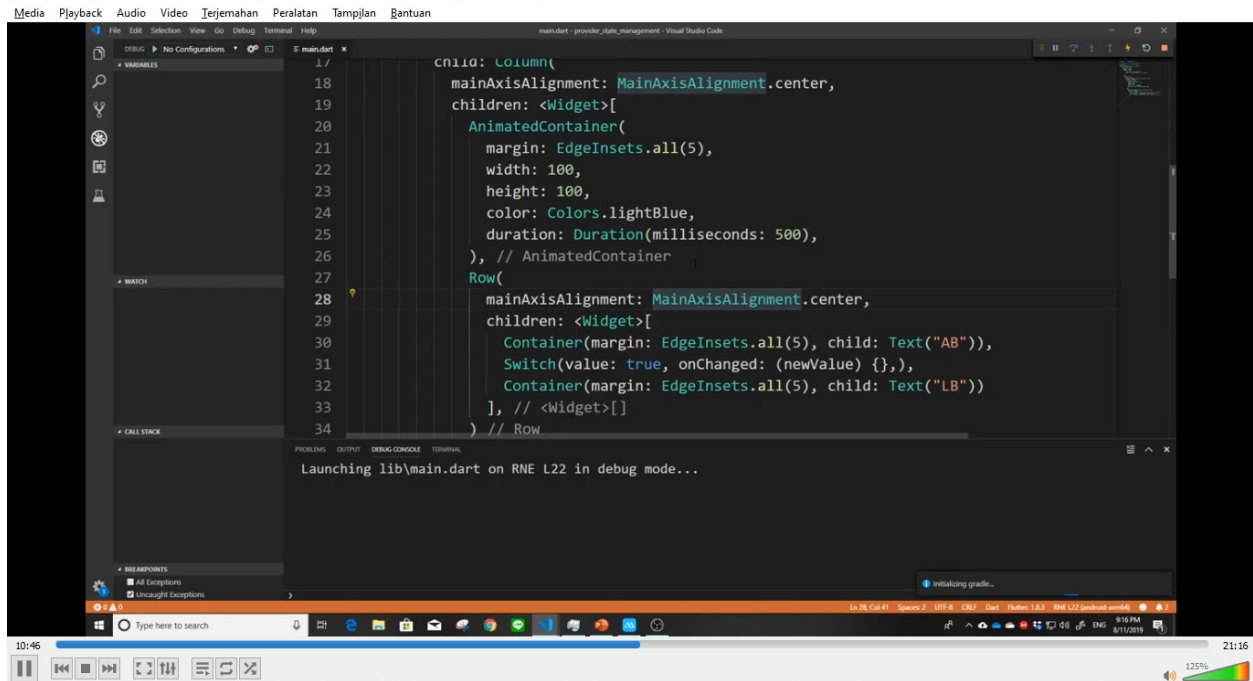 Media Playback Audio Video Terjemahan Peralatan Tampilan Bantuan
File Edit Selection View Go Debug Terminal Help
main.dart - provider_state_management - Visual Studio Code
DEBUG No Configurations
main.dart
VARIABLES
17 child: Column(
18 mainAxisAlignment: MainAxisAlignment.center,
19 children: <Widget>[
20 AnimatedContainer(
21 margin: EdgeInsets.all(5),
22 width: 100,
23 height: 100,
24 color: Colors.lightBlue,
25 duration: Duration(milliseconds: 500),
26 ), // AnimatedContainer
27 Row(
WATCH
28 mainAxisAlignment: MainAxisAlignment.center,
29 children: <Widget>[
30 Container(margin: EdgeInsets.all(5), child: Text("AB")),
31 Switch(value: true, onChanged: (newValue) {},),
32 Container(margin: EdgeInsets.all(5), child: Text("LB"))
33 ], // <Widget>[]
34 ) // Row
CALL STACK
PROBLEMS OUTPUT DEBUG CONSOLE TERMINAL
Launching lib\main.dart on RNE L22 in debug mode...
BREAKPOINTS
All Exceptions
Uncaught Exceptions
Initializing gradle...
0 0 Ln 28, Col 41 Spaces: 2 UTF-8 CRLF Dart Flutter: 1.8.3 RNE L22 (android-arm64) 2
Type here to search
ENG 9:16 PM
8/11/2019
10:46 21:16
125%